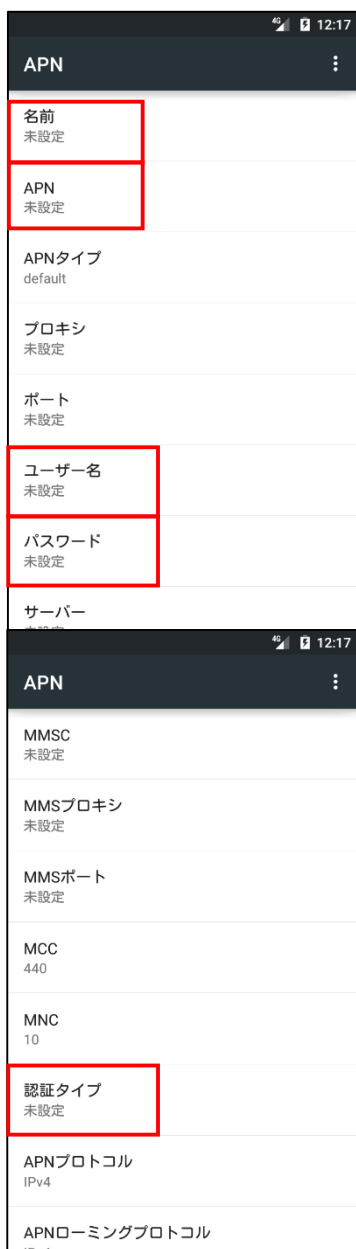 4G 12:17
APN
名前
未設定
APN
未設定
APNタイプ
default
プロキシ
未設定
ポート
未設定
ユーザー名
未設定
パスワード
未設定
サーバー
4G 12:17
APN
MMSC
未設定
MMSプロキシ
未設定
MMSポート
未設定
MCC
440
MNC
10
認証タイプ
未設定
APNプロトコル
IPv4
APNローミングプロトコル